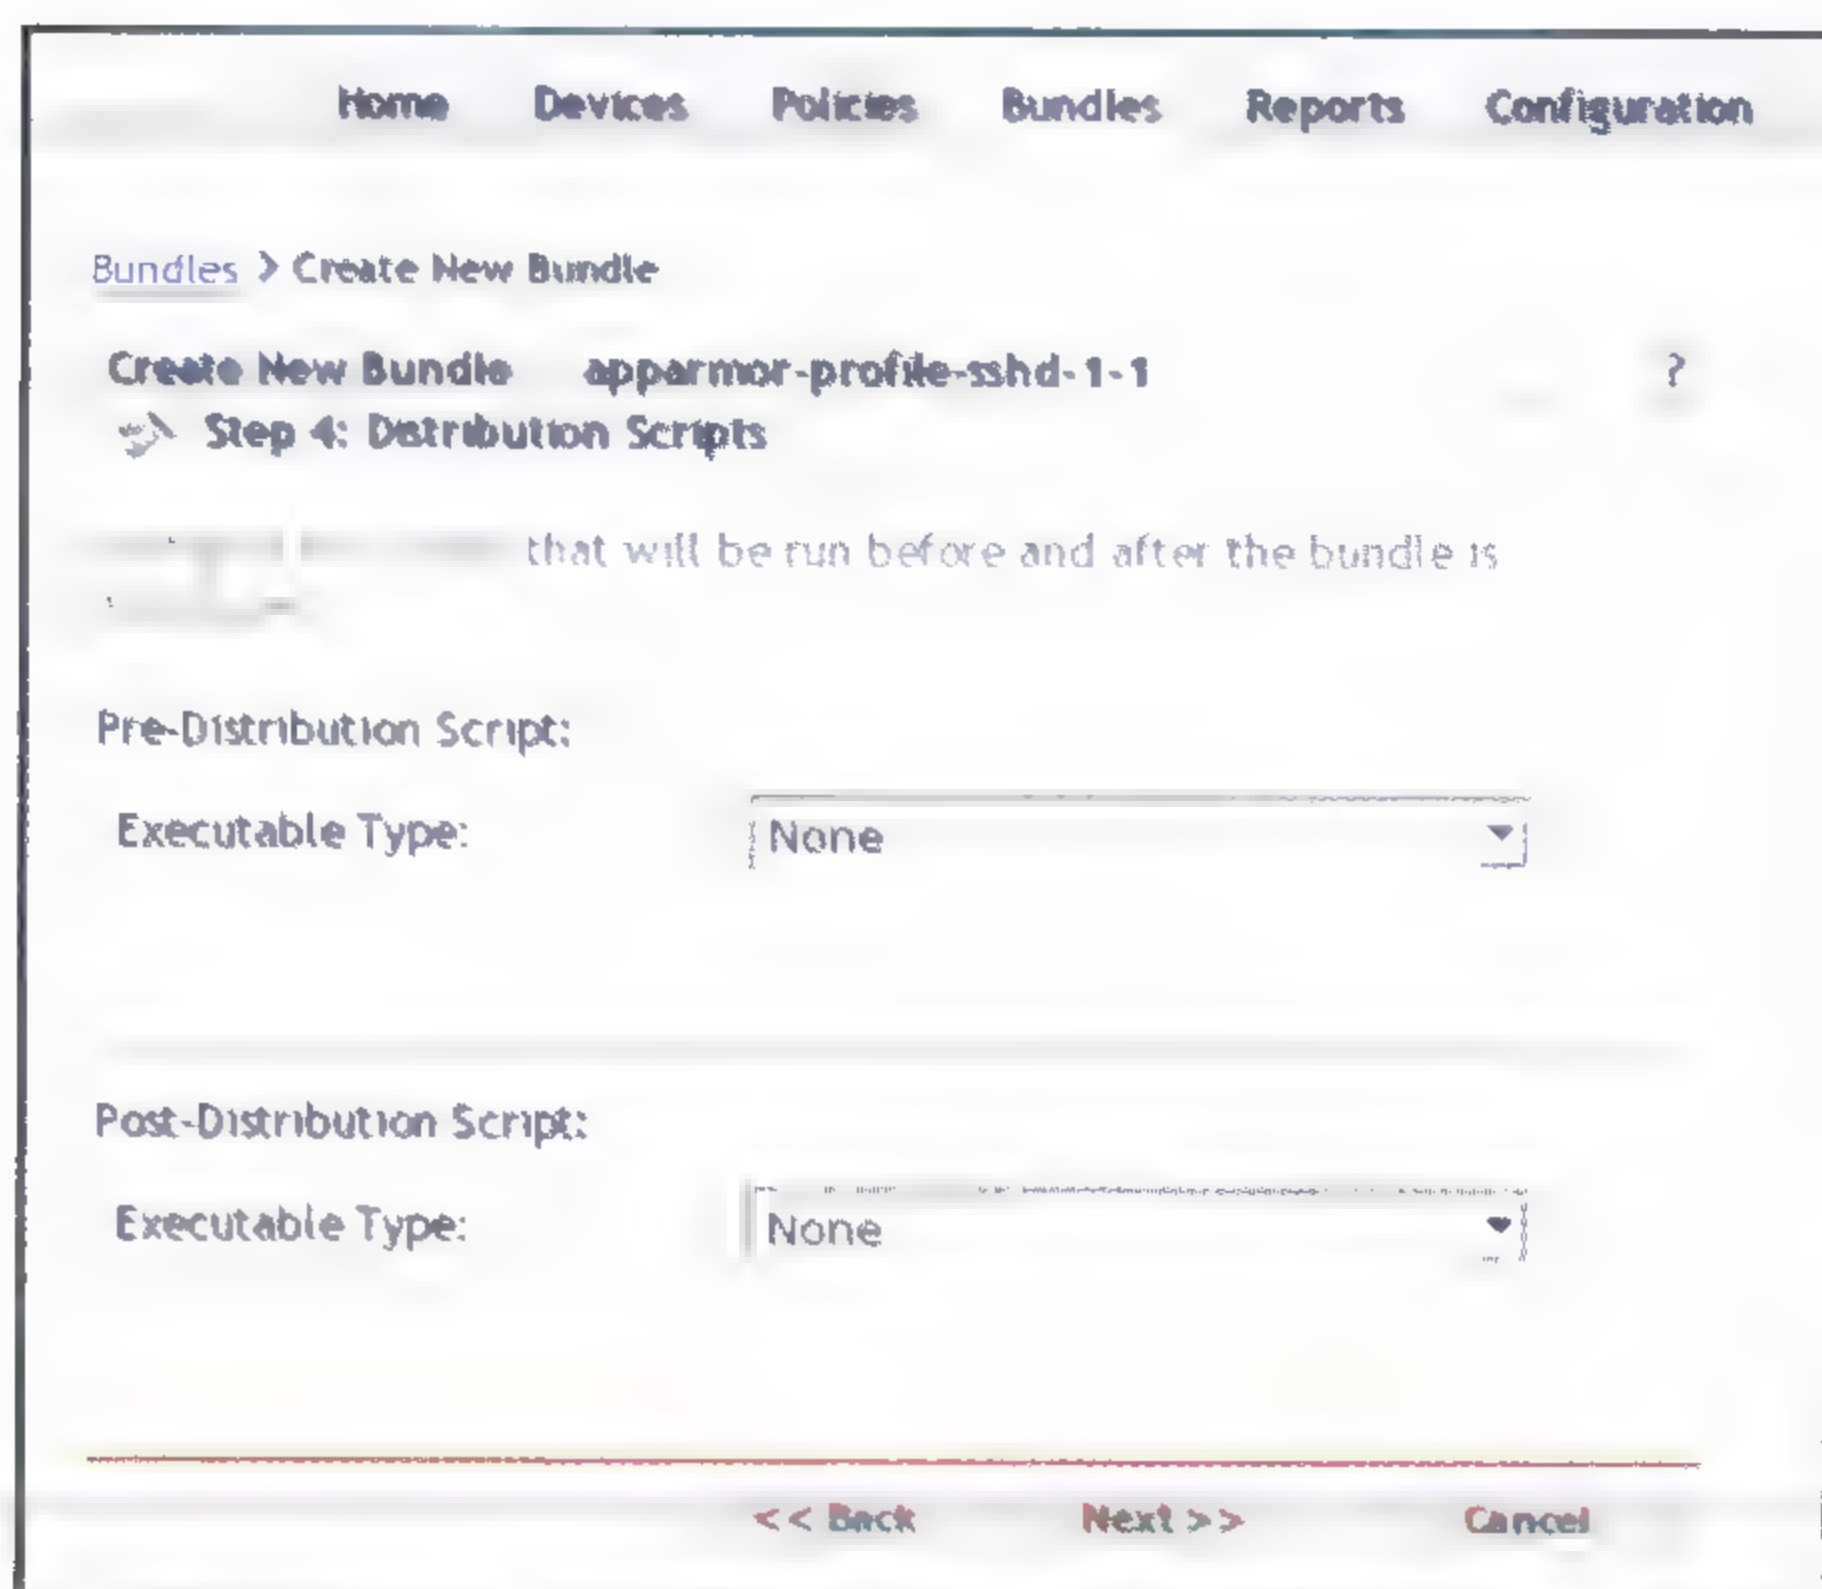 Home Devices Policies Bundles Reports Configuration
Bundles > Create New Bundle
Create New Bundle apparmor-profile-sshd-1-1 ?
Step 4: Distribution Scripts
that will be run before and after the bundle is
Pre-Distribution Script:
Executable Type: None
Post-Distribution Script:
Executable Type: None
<< Back Next >> Cancel